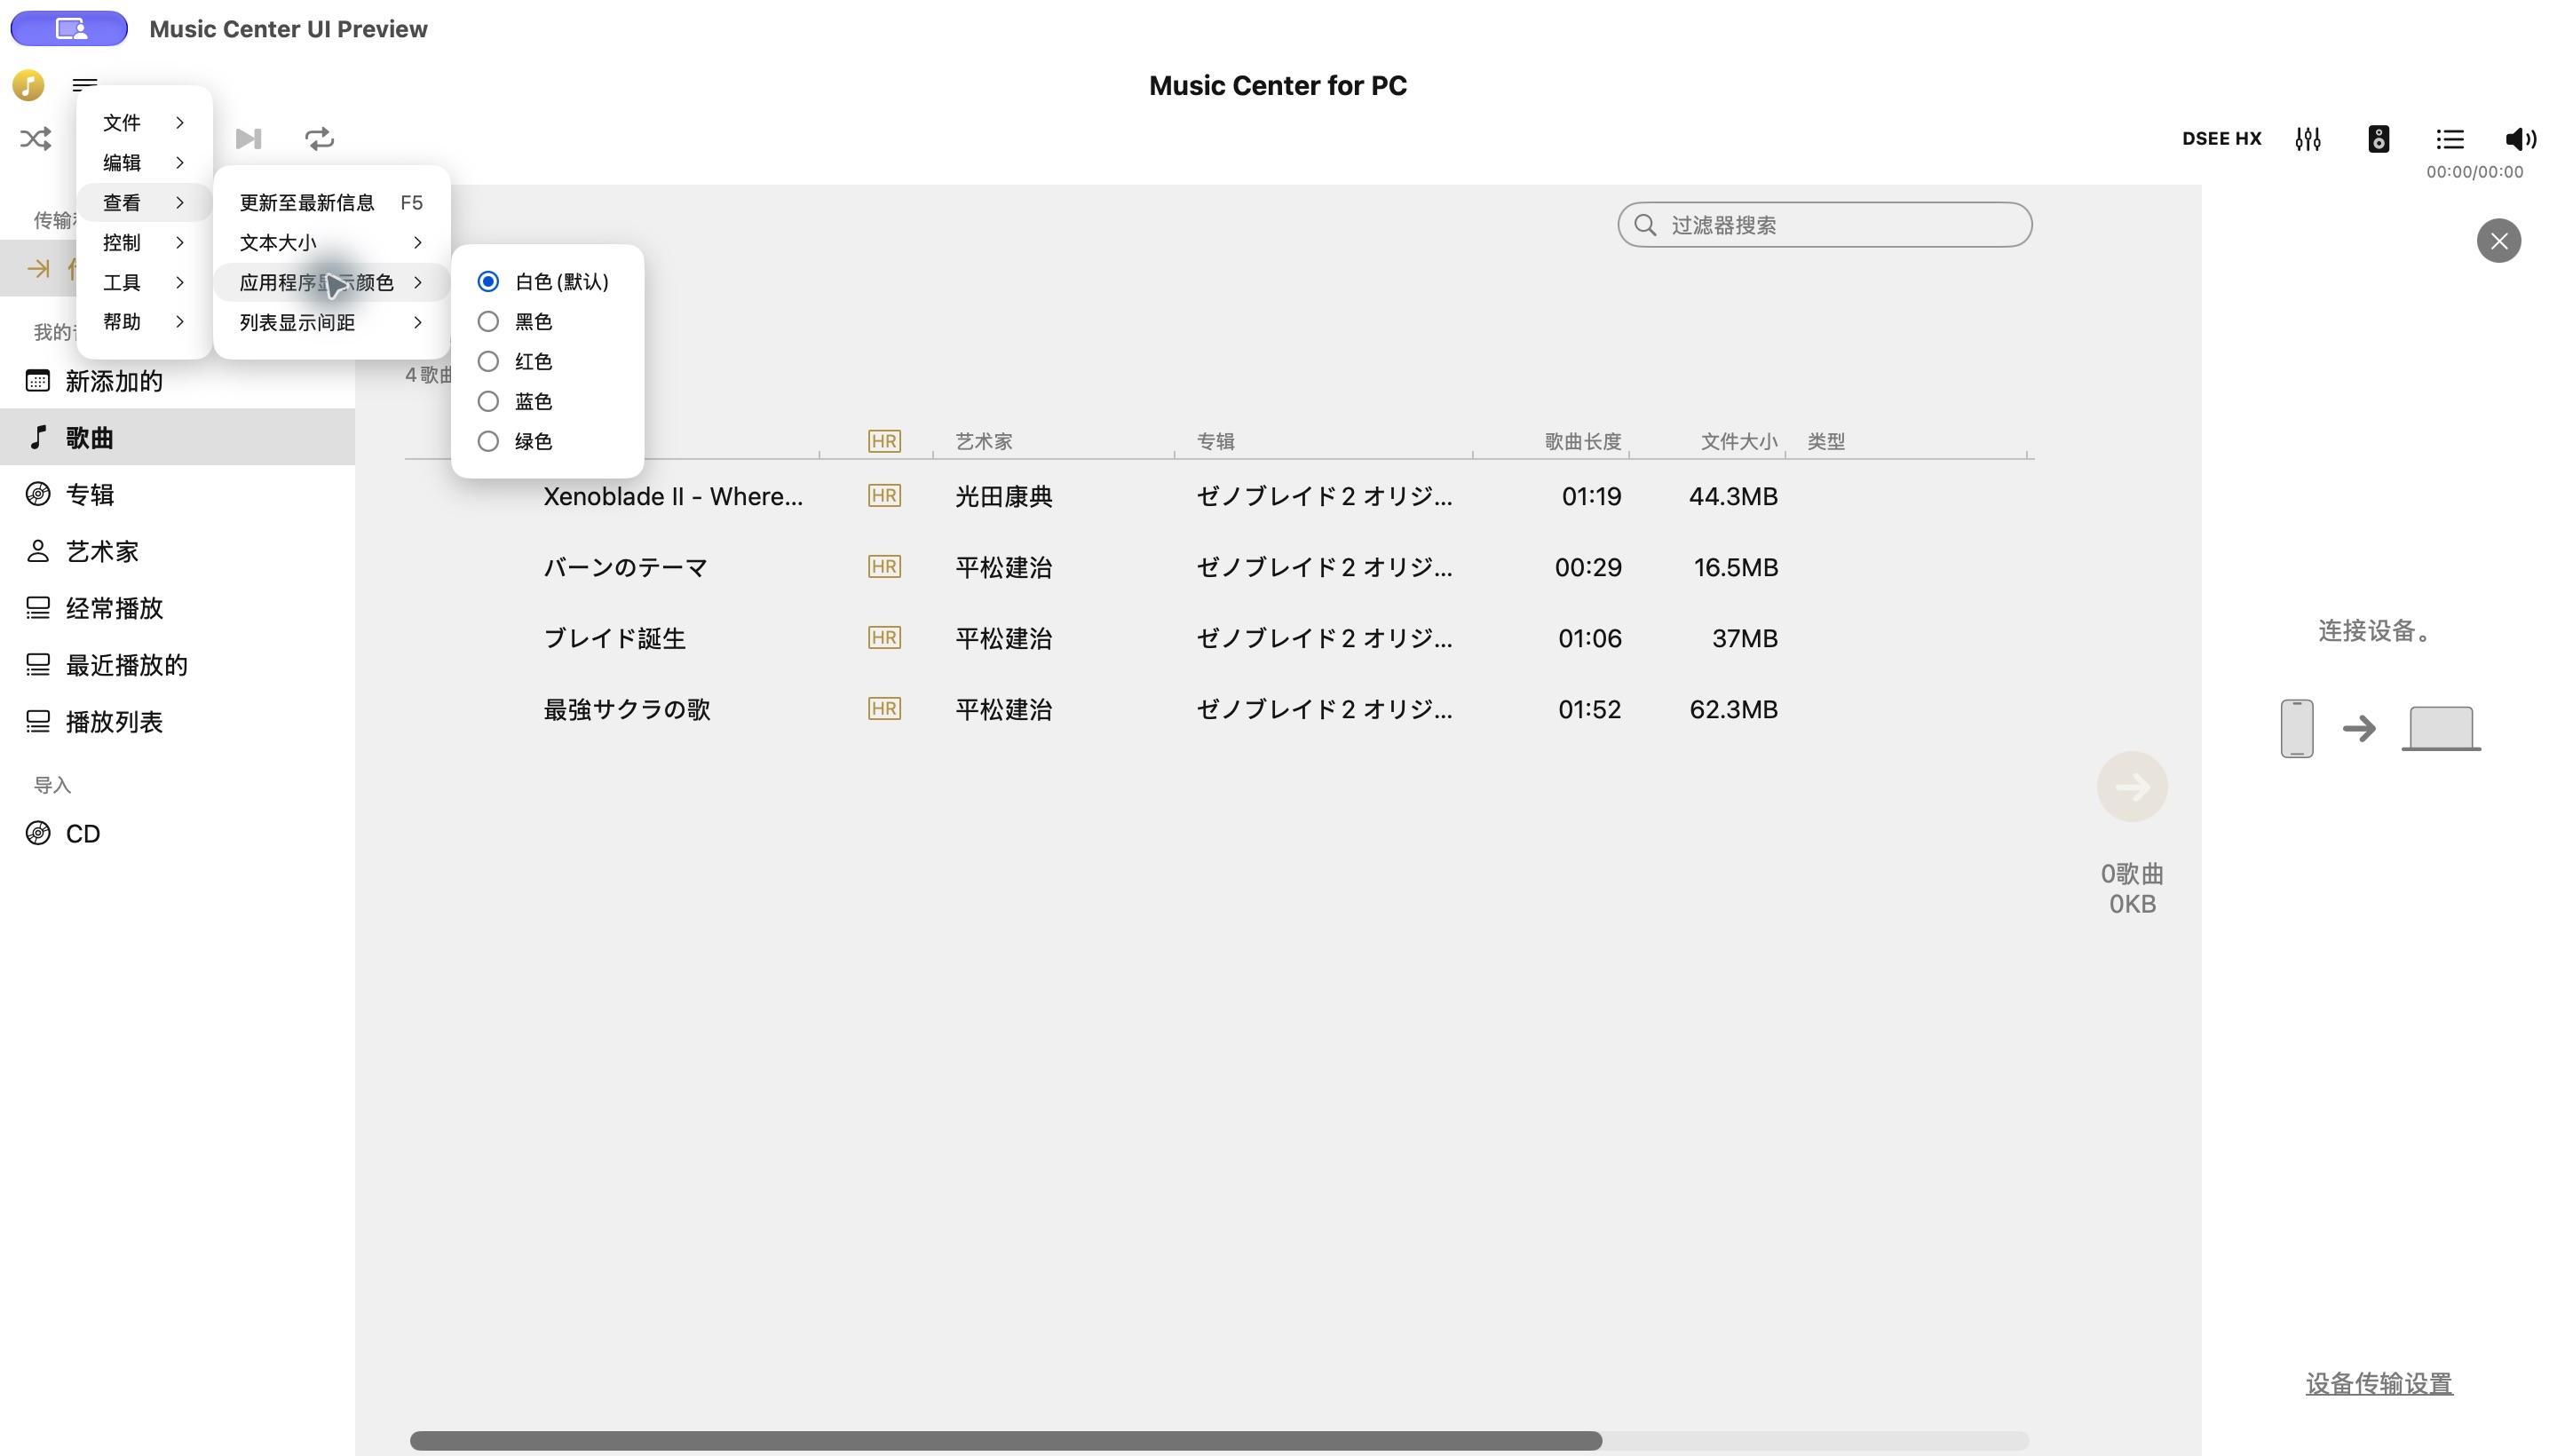 Music Center UI Preview
Music Center for PC
DSEE HX
00:00/00:00
文件
编辑
查看
控制
工具
帮助
更新至最新信息 F5
文本大小
应用程序显示颜色
列表显示间距
白色(默认)
黑色
红色
蓝色
绿色
过滤器搜索
传输
我的
新添加的
歌曲
专辑
艺术家
经常播放
最近播放的
播放列表
导入
CD
4歌曲
HR 艺术家 专辑 歌曲长度 文件大小 类型
Xenoblade II - Where... HR 光田康典 ゼノブレイド2 オリジ... 01:19 44.3MB
バーンのテーマ HR 平松建治 ゼノブレイド2 オリジ... 00:29 16.5MB
ブレイド誕生 HR 平松建治 ゼノブレイド2 オリジ... 01:06 37MB
最強サクラの歌 HR 平松建治 ゼノブレイド2 オリジ... 01:52 62.3MB
0歌曲
0KB
连接设备。
设备传输设置